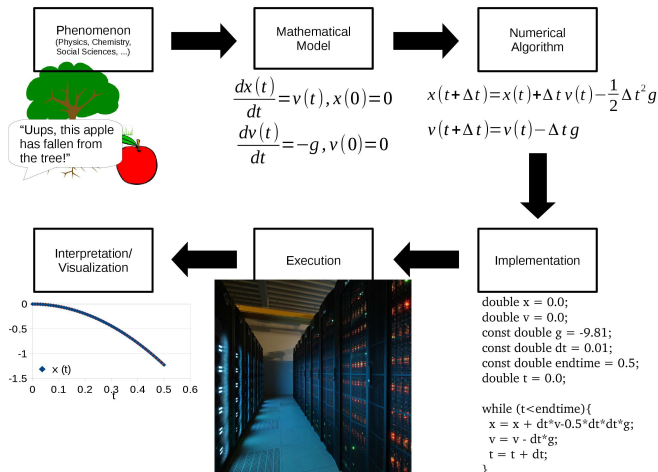 Phenomenon
(Physics, Chemistry,
Social Sciences, ...)
Mathematical
Model
Numerical
Algorithm
dx(t)/dt=v(t), x(0)=0
dv(t)/dt=−g, v(0)=0
x(t+Δt)=x(t)+Δt v(t)−1/2 Δt²g
v(t+Δt)=v(t)−Δt g
“Uups, this apple
has fallen from
the tree!”
Interpretation/
Visualization
Execution
Implementation
0
-0.5
-1
-1.5
x (t)
0 0.1 0.2 0.3 0.4 0.5 0.6
t
double x = 0.0;
double v = 0.0;
const double g = -9.81;
const double dt = 0.01;
const double endtime = 0.5;
double t = 0.0;
while (t<endtime){
x = x + dt*v-0.5*dt*dt*g;
v = v - dt*g;
t = t + dt;
}